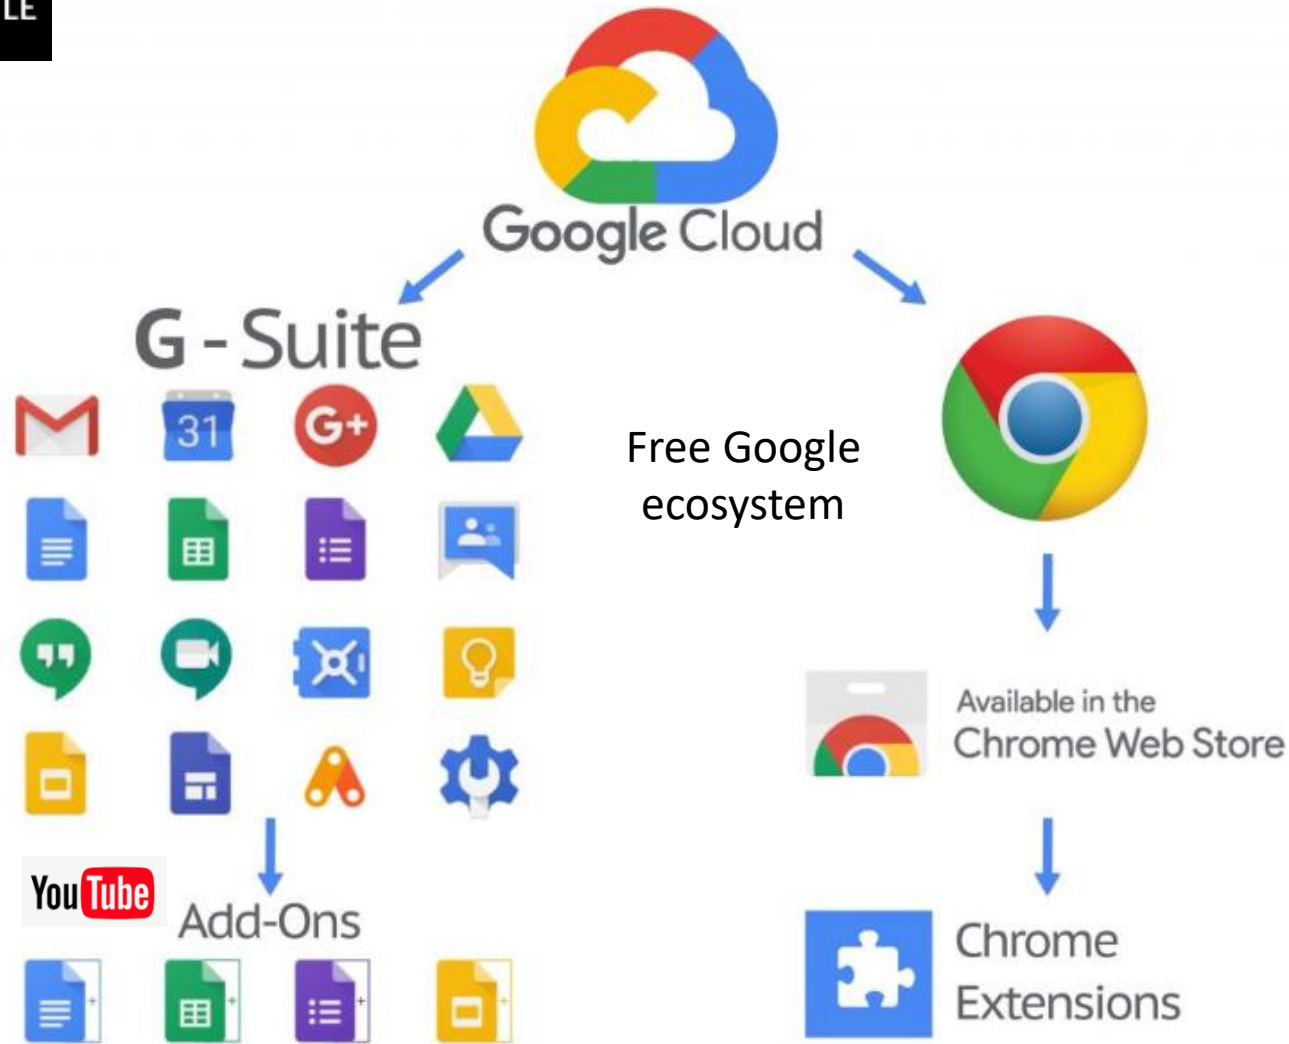 LE
Google Cloud
G - Suite
31
G+
Free Google
ecosystem
Available in the
Chrome Web Store
YouTube
Add-Ons
+
+
+
+
Chrome
Extensions